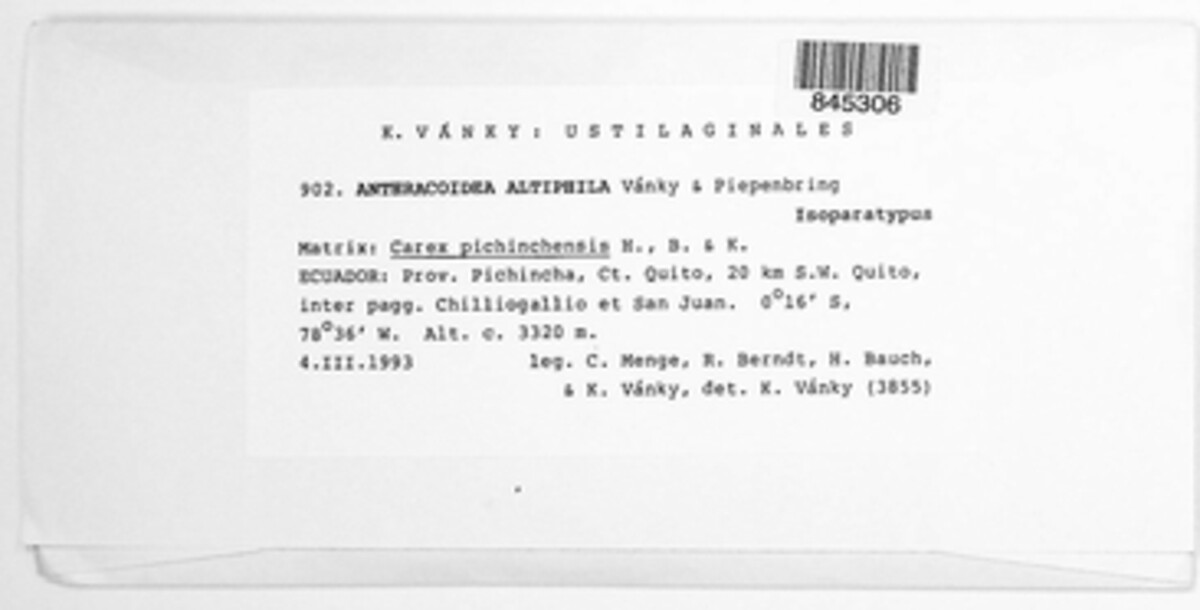 845306
K. VÁNKY: USTILAGINALES
902. ANTHRACOIDEA ALTIPHILA Vánky & Piepenbring
Isoparatypus
Matrix: Carex pichinchensis H., B. & K.
ECUADOR: Prov. Pichincha, Ct. Quito, 20 km S.W. Quito,
inter pagg. Chilliogallio et San Juan. 0°16' S,
78°36' W. Alt. c. 3320 m.
4.III.1993 leg. C. Menge, R. Berndt, H. Bauch,
& K. Vánky, det. K. Vánky (3855)